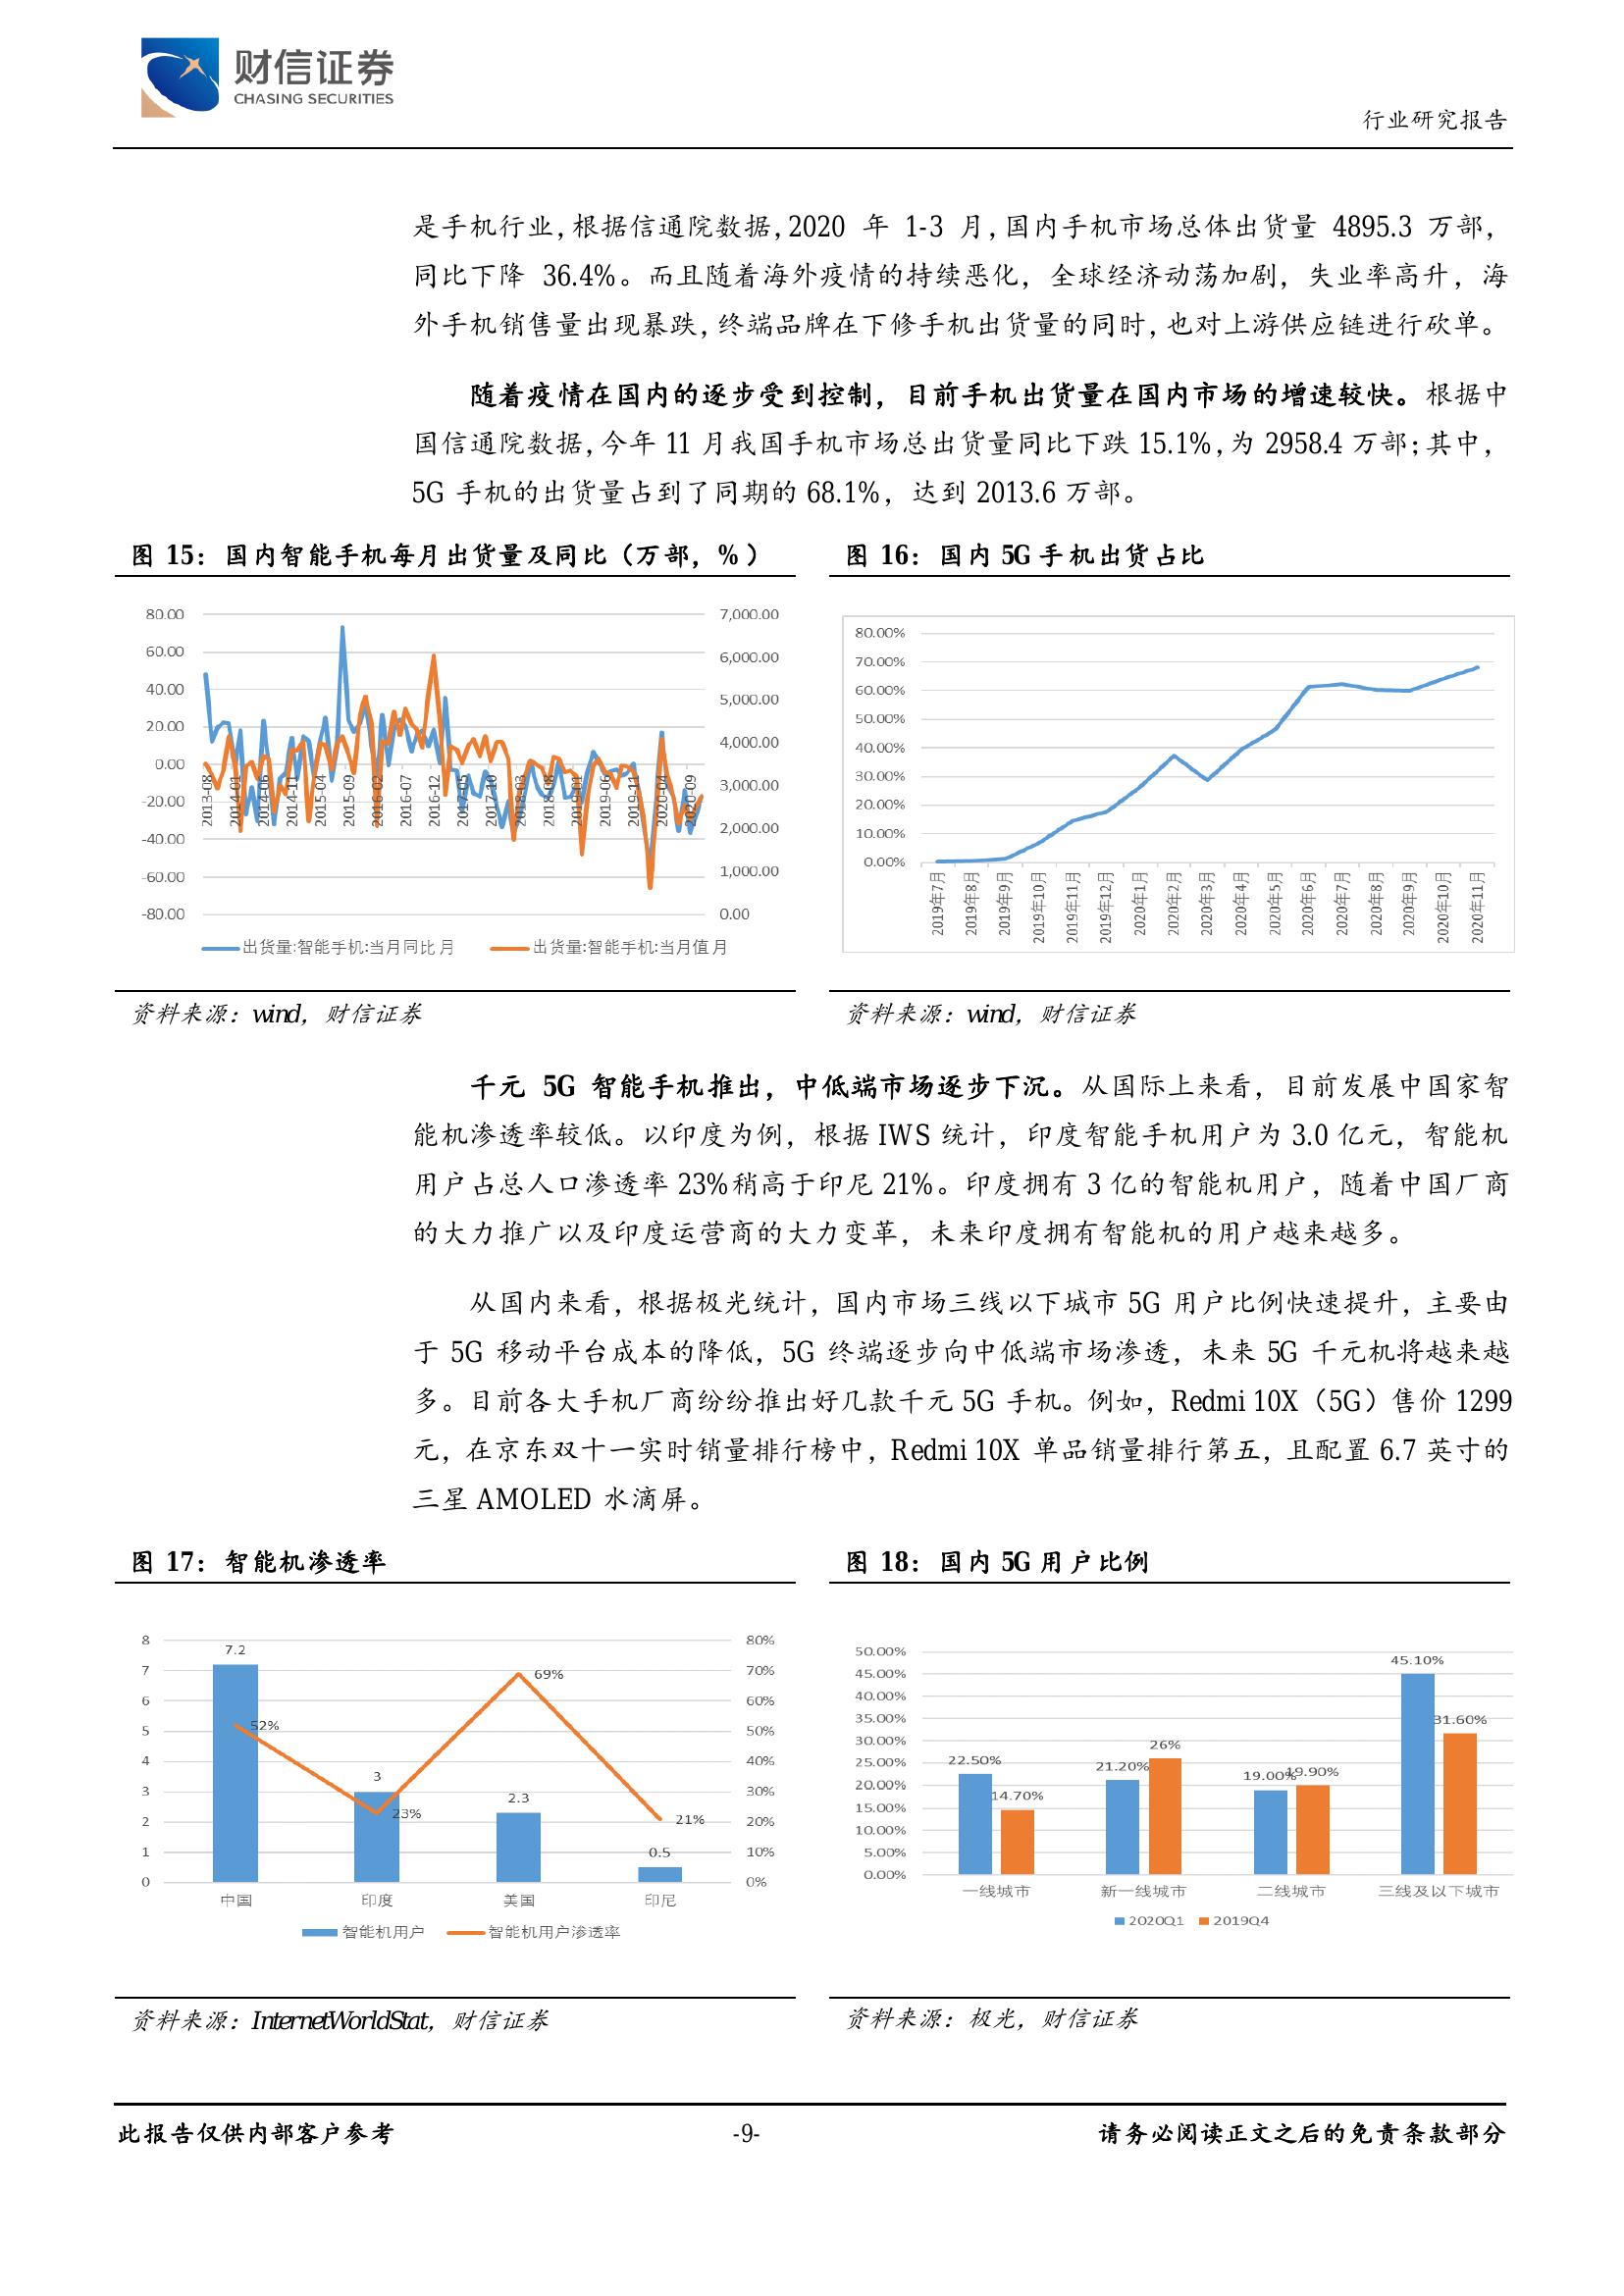 财信证券
CHASING SECURITIES
行业研究报告
是手机行业,根据信通院数据,2020 年 1-3 月,国内手机市场总体出货量 4895.3 万部,
同比下降 36.4%。而且随着海外疫情的持续恶化，全球经济动荡加剧，失业率高升，海
外手机销售量出现暴跌,终端品牌在下修手机出货量的同时,也对上游供应链进行砍单。
随着疫情在国内的逐步受到控制，目前手机出货量在国内市场的增速较快。根据中
国信通院数据,今年 11 月我国手机市场总出货量同比下跌 15.1%,为 2958.4 万部;其中，
5G 手机的出货量占到了同期的 68.1%，达到 2013.6 万部。
图 15：国内智能手机每月出货量及同比（万部，%）
80.00
60.00
40.00
20.00
0.00
-20.00
-40.00
-60.00
-80.00
7,000.00
6,000.00
5,000.00
4,000.00
3,000.00
2,000.00
1,000.00
0.00
2013-08
2014-01
2014-06
2014-11
2015-04
2015-09
2016-02
2016-07
2016-12
2017-05
2017-10
2018-03
2018-08
2019-01
2019-06
2019-11
2020-04
2020-09
出货量:智能手机:当月同比 月
出货量:智能手机:当月值 月
资料来源：wind，财信证券
图 16：国内 5G 手机出货占比
80.00%
70.00%
60.00%
50.00%
40.00%
30.00%
20.00%
10.00%
0.00%
2019年7月
2019年8月
2019年9月
2019年10月
2019年11月
2019年12月
2020年1月
2020年2月
2020年3月
2020年4月
2020年5月
2020年6月
2020年7月
2020年8月
2020年9月
2020年10月
2020年11月
资料来源：wind，财信证券
千元 5G 智能手机推出，中低端市场逐步下沉。从国际上来看，目前发展中国家智
能机渗透率较低。以印度为例，根据 IWS 统计，印度智能手机用户为 3.0 亿元，智能机
用户占总人口渗透率 23%稍高于印尼 21%。印度拥有 3 亿的智能机用户，随着中国厂商
的大力推广以及印度运营商的大力变革，未来印度拥有智能机的用户越来越多。
从国内来看，根据极光统计，国内市场三线以下城市 5G 用户比例快速提升，主要由
于 5G 移动平台成本的降低，5G 终端逐步向中低端市场渗透，未来 5G 千元机将越来越
多。目前各大手机厂商纷纷推出好几款千元 5G 手机。例如，Redmi 10X（5G）售价 1299
元，在京东双十一实时销量排行榜中，Redmi 10X 单品销量排行第五，且配置 6.7 英寸的
三星 AMOLED 水滴屏。
图 17：智能机渗透率
8
7
6
5
4
3
2
1
0
80%
70%
60%
50%
40%
30%
20%
10%
0%
7.2
3
2.3
0.5
52%
23%
69%
21%
中国
印度
美国
印尼
智能机用户
智能机用户渗透率
资料来源：InternetWorldStat，财信证券
图 18：国内 5G 用户比例
50.00%
45.00%
40.00%
35.00%
30.00%
25.00%
20.00%
15.00%
10.00%
5.00%
0.00%
22.50%
14.70%
21.20%
26%
19.00%
19.90%
45.10%
31.60%
一线城市
新一线城市
二线城市
三线及以下城市
2020Q1
2019Q4
资料来源：极光，财信证券
此报告仅供内部客户参考
-9-
请务必阅读正文之后的免责条款部分